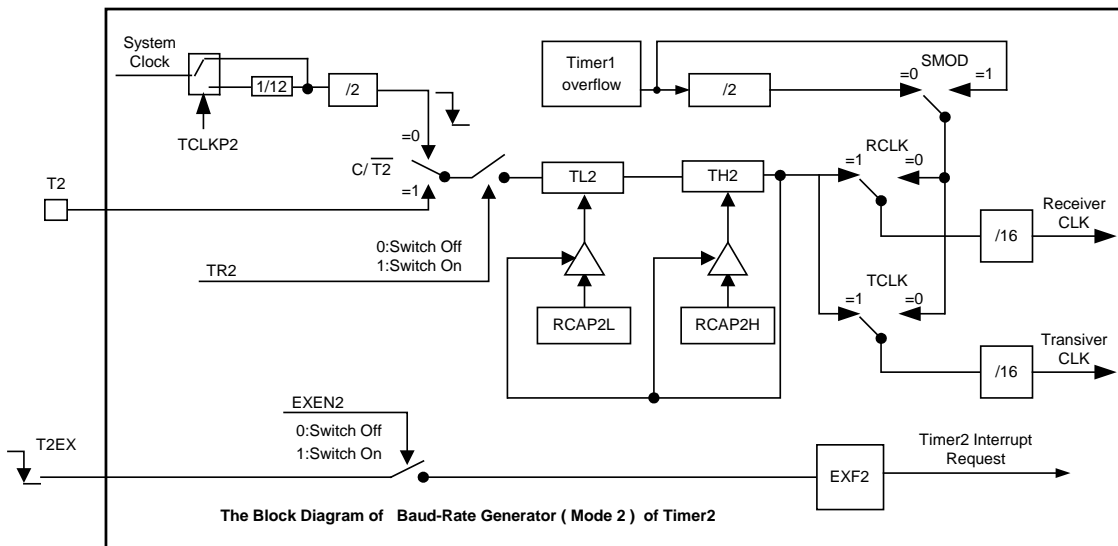 System
Clock
1/12
/2
TCLKP2
Timer1
overflow
/2
SMOD
=0
=1
=0
C/T2
=1
T2
TL2
TH2
RCLK
=1
=0
/16
Receiver
CLK
0:Switch Off
1:Switch On
TR2
RCAP2L
RCAP2H
TCLK
=1
=0
/16
Transiver
CLK
EXEN2
0:Switch Off
1:Switch On
T2EX
EXF2
Timer2 Interrupt
Request
The Block Diagram of Baud-Rate Generator ( Mode 2 ) of Timer2